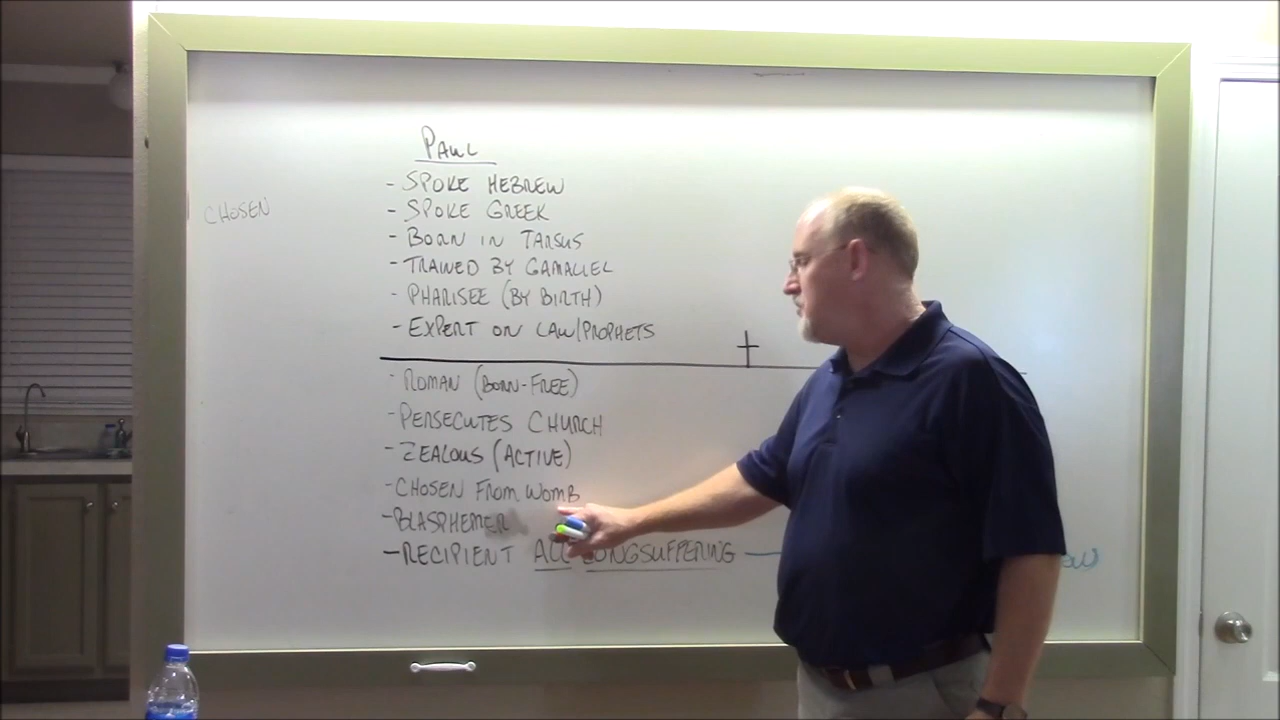 PAUL
- SPOKE HEBREW
CHOSEN
- SPOKE GREEK
- BORN IN TARSUS
- TRAINED BY GAMALIEL
- PHARISEE (BY BIRTH)
- EXPERT ON LAW/PROPHETS
- ROMAN (BORN-FREE)
- PERSECUTES CHURCH
- ZEALOUS (ACTIVE)
- CHOSEN FROM WOMB
- BLASPHEMER
- RECIPIENT ALL LONGSUFFERING